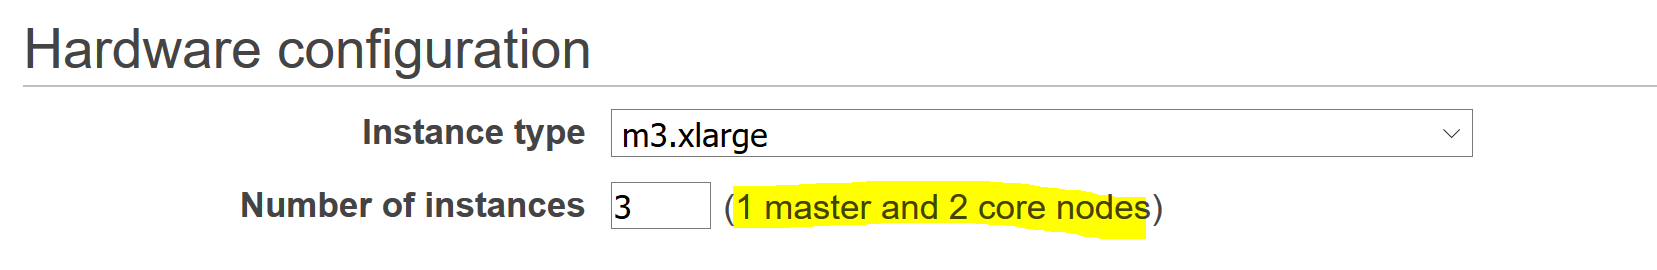 Hardware configuration
Instance type m3.xlarge
Number of instances 3 (1 master and 2 core nodes)